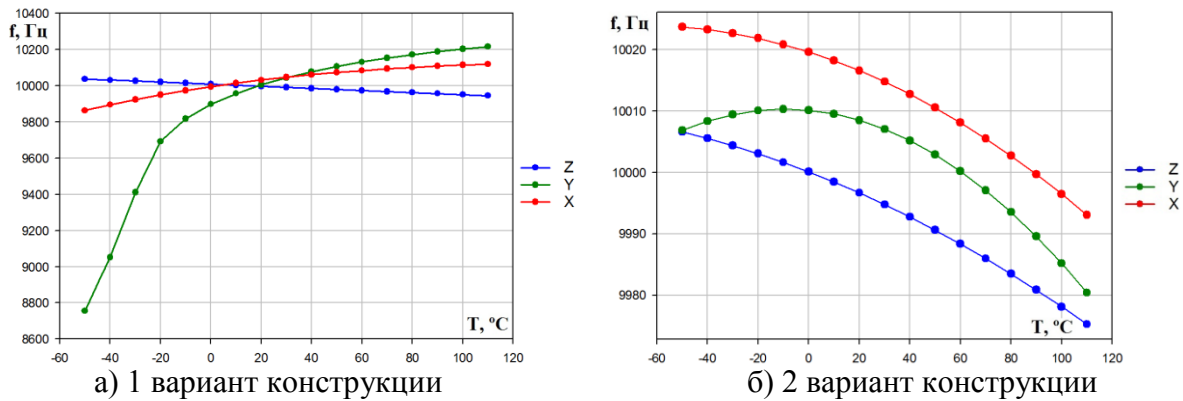 f, Гц
10400
10200
10000
9800
9600
9400
9200
9000
8800
8600
-60 -40 -20 0 20 40 60 80 100 120
T, ºC
Z
Y
X
а) 1 вариант конструкции
f, Гц
10020
10010
10000
9990
9980
-60 -40 -20 0 20 40 60 80 100 120
T, ºC
Z
Y
X
б) 2 вариант конструкции